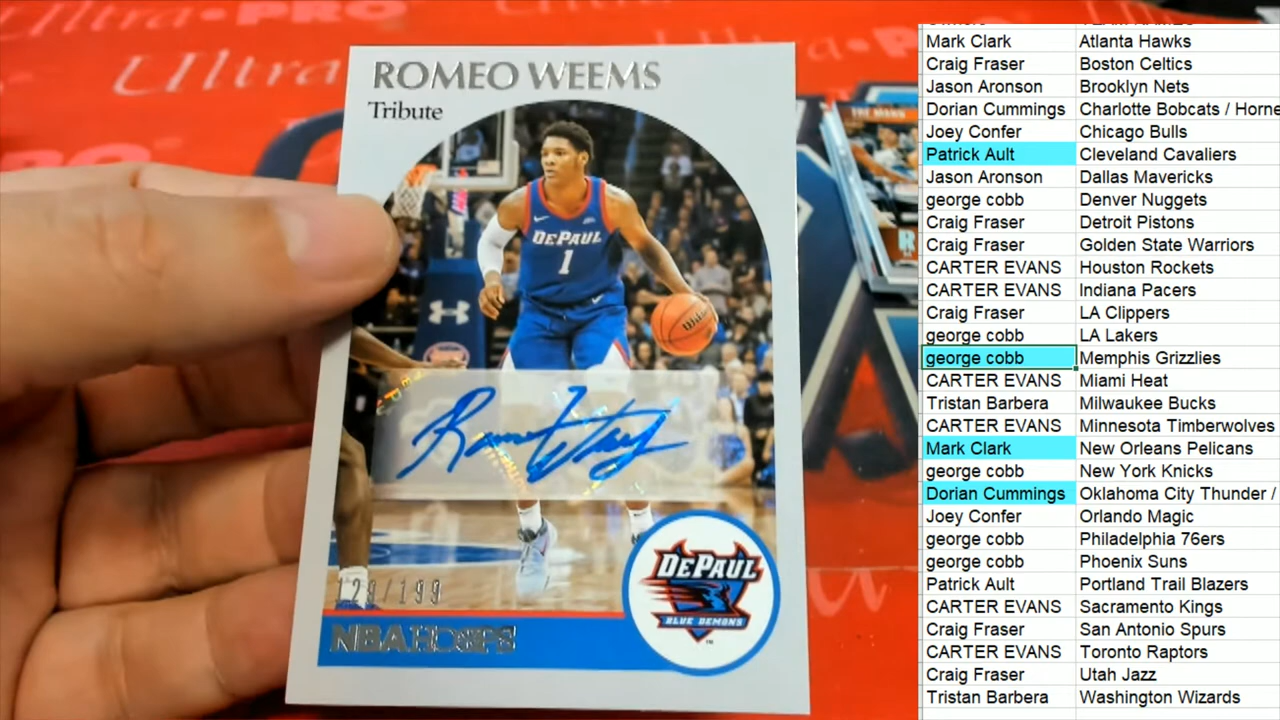 Ultra PRO
Ultra
ROMEO WEEMS
Tribute
DEPAUL
1
DEPAUL
BLUE DEMONS
/199
NBA HOOPS
Mark Clark Atlanta Hawks
Craig Fraser Boston Celtics
Jason Aronson Brooklyn Nets
Dorian Cummings Charlotte Bobcats / Horne
Joey Confer Chicago Bulls
Patrick Ault Cleveland Cavaliers
Jason Aronson Dallas Mavericks
george cobb Denver Nuggets
Craig Fraser Detroit Pistons
Craig Fraser Golden State Warriors
CARTER EVANS Houston Rockets
CARTER EVANS Indiana Pacers
Craig Fraser LA Clippers
george cobb LA Lakers
george cobb Memphis Grizzlies
CARTER EVANS Miami Heat
Tristan Barbera Milwaukee Bucks
CARTER EVANS Minnesota Timberwolves
Mark Clark New Orleans Pelicans
george cobb New York Knicks
Dorian Cummings Oklahoma City Thunder /
Joey Confer Orlando Magic
george cobb Philadelphia 76ers
george cobb Phoenix Suns
Patrick Ault Portland Trail Blazers
CARTER EVANS Sacramento Kings
Craig Fraser San Antonio Spurs
CARTER EVANS Toronto Raptors
Craig Fraser Utah Jazz
Tristan Barbera Washington Wizards